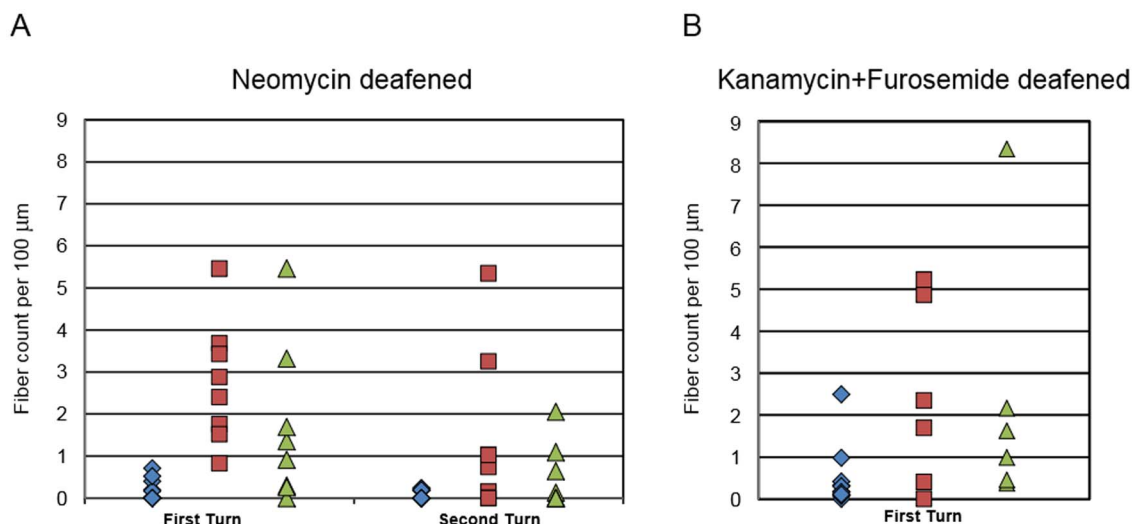 A
B
Neomycin deafened
Kanamycin+Furosemide deafened
Fiber count per 100 µm
9
8
7
6
5
4
3
2
1
0
First Turn
Second Turn
Fiber count per 100 µm
9
8
7
6
5
4
3
2
1
0
First Turn